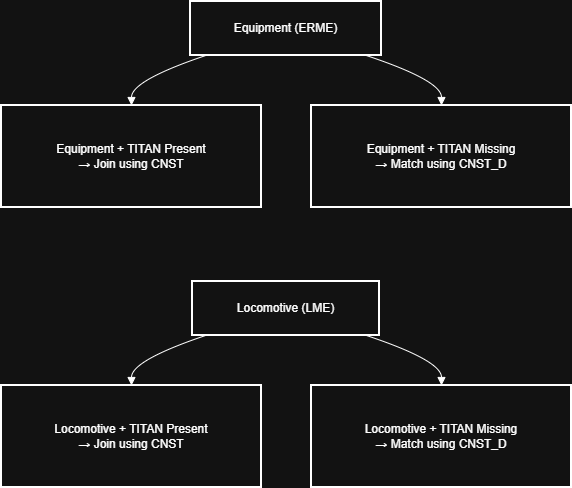 Equipment (ERME)
Equipment + TITAN Present
→ Join using CNST
Equipment + TITAN Missing
→ Match using CNST_D
Locomotive (LME)
Locomotive + TITAN Present
→ Join using CNST
Locomotive + TITAN Missing
→ Match using CNST_D